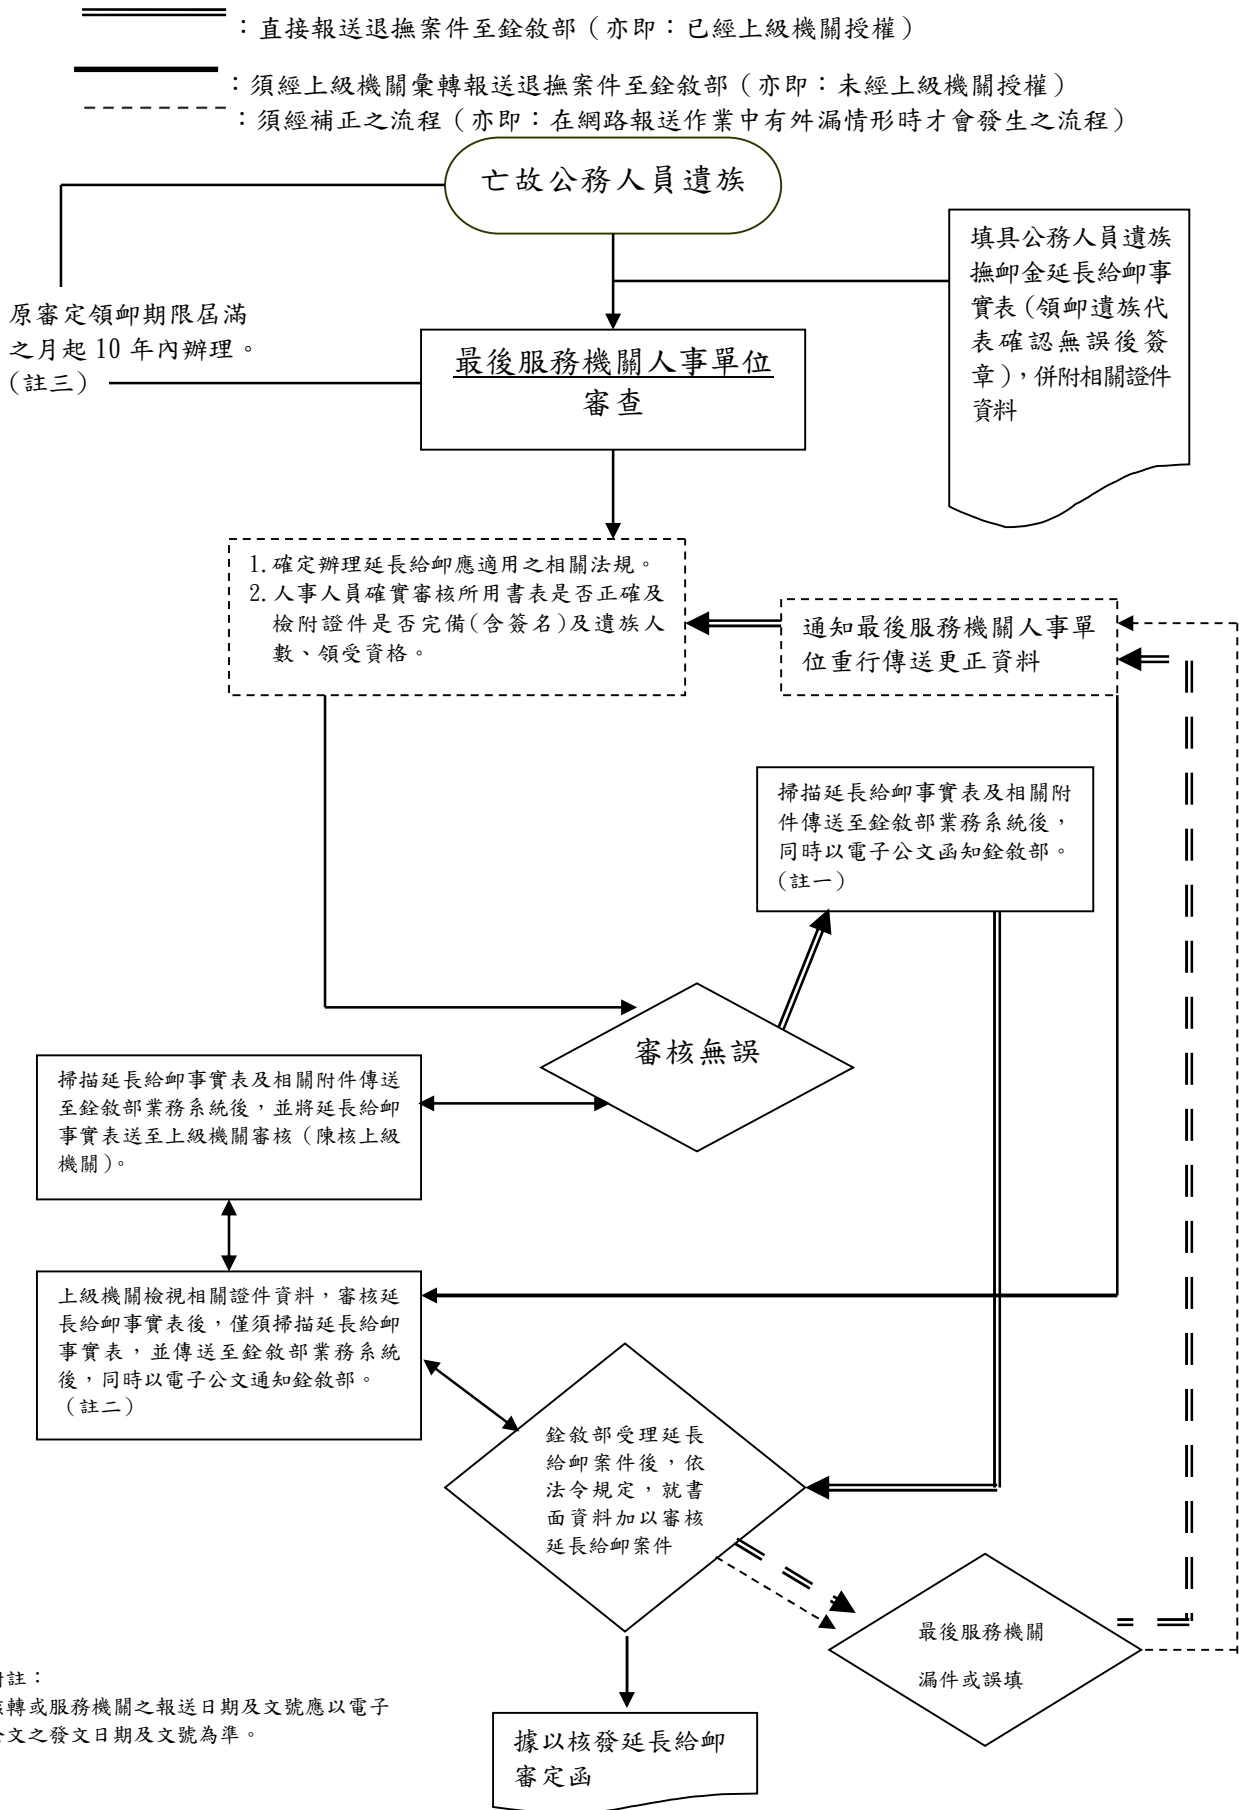 ：直接報送退撫案件至銓敘部（亦即：已經上級機關授權）
：須經上級機關彙轉報送退撫案件至銓敘部（亦即：未經上級機關授權）
：須經補正之流程（亦即：在網路報送作業中有舛漏情形時才會發生之流程）
亡故公務人員遺族
填具公務人員遺族
撫卹金延長給卹事
實表(領卹遺族代
表確認無誤後簽
章)，併附相關證件
資料
原審定領卹期限屆滿
之月起 10 年內辦理。
(註三)
最後服務機關人事單位
審查
1.確定辦理延長給卹應適用之相關法規。
2.人事人員確實審核所用書表是否正確及
檢附證件是否完備(含簽名)及遺族人
數、領受資格。
通知最後服務機關人事單
位重行傳送更正資料
掃描延長給卹事實表及相關附
件傳送至銓敘部業務系統後，
同時以電子公文函知銓敘部。
(註一)
審核無誤
掃描延長給卹事實表及相關附件傳送
至銓敘部業務系統後，並將延長給卹
事實表送至上級機關審核（陳核上級
機關)。
上級機關檢視相關證件資料，審核延
長給卹事實表後，僅須掃描延長給卹
事實表，並傳送至銓敘部業務系統
後，同時以電子公文通知銓敘部。
（註二）
銓敘部受理延長
給卹案件後，依
法令規定，就書
面資料加以審核
延長給卹案件
最後服務機關
漏件或誤填
附註：
核轉或服務機關之報送日期及文號應以電子
公文之發文日期及文號為準。
據以核發延長給卹
審定函